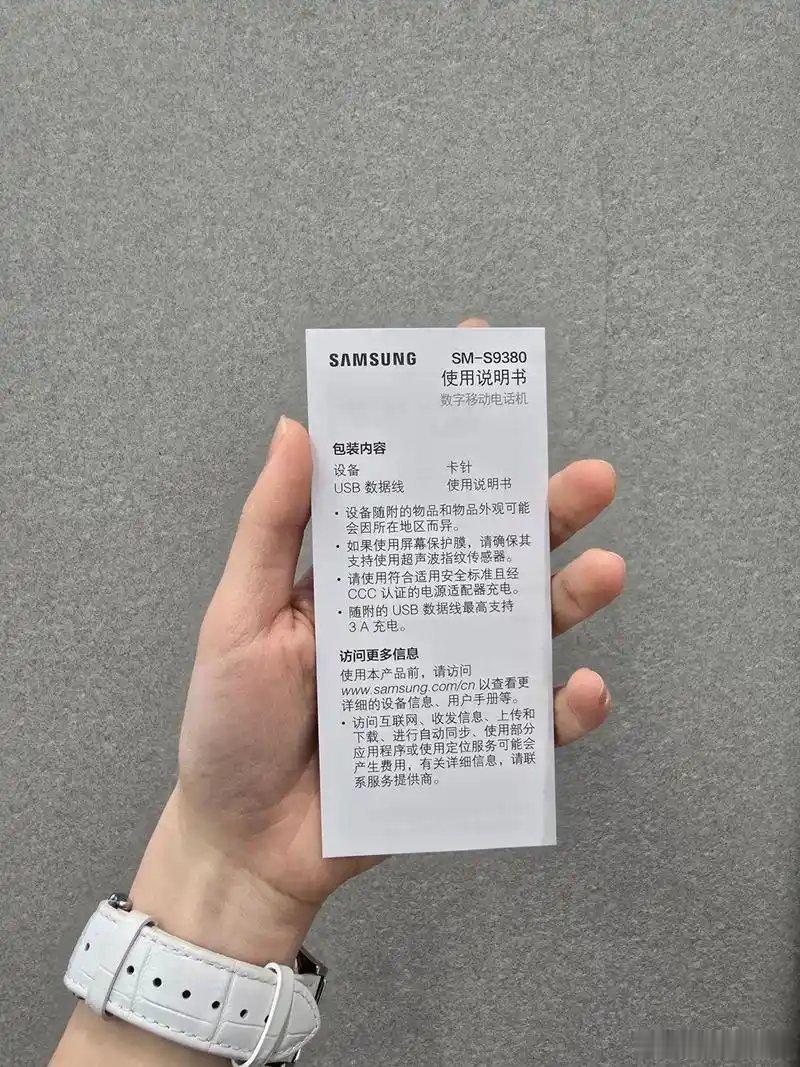 SAMSUNG SM-S9380
使用说明书
数字移动电话机
包装内容
设备 卡针
USB 数据线 使用说明书
• 设备随附的物品和物品外观可能
会因所在地区而异。
• 如果使用屏幕保护膜，请确保其
支持使用超声波指纹传感器。
• 请使用符合适用安全标准且经
CCC 认证的电源适配器充电。
• 随附的 USB 数据线最高支持
3 A 充电。
访问更多信息
使用本产品前，请访问
www.samsung.com/cn 以查看更
详细的设备信息、用户手册等。
• 访问互联网、收发信息、上传和
下载、进行自动同步、使用部分
应用程序或使用定位服务可能会
产生费用，有关详细信息，请联
系服务提供商。